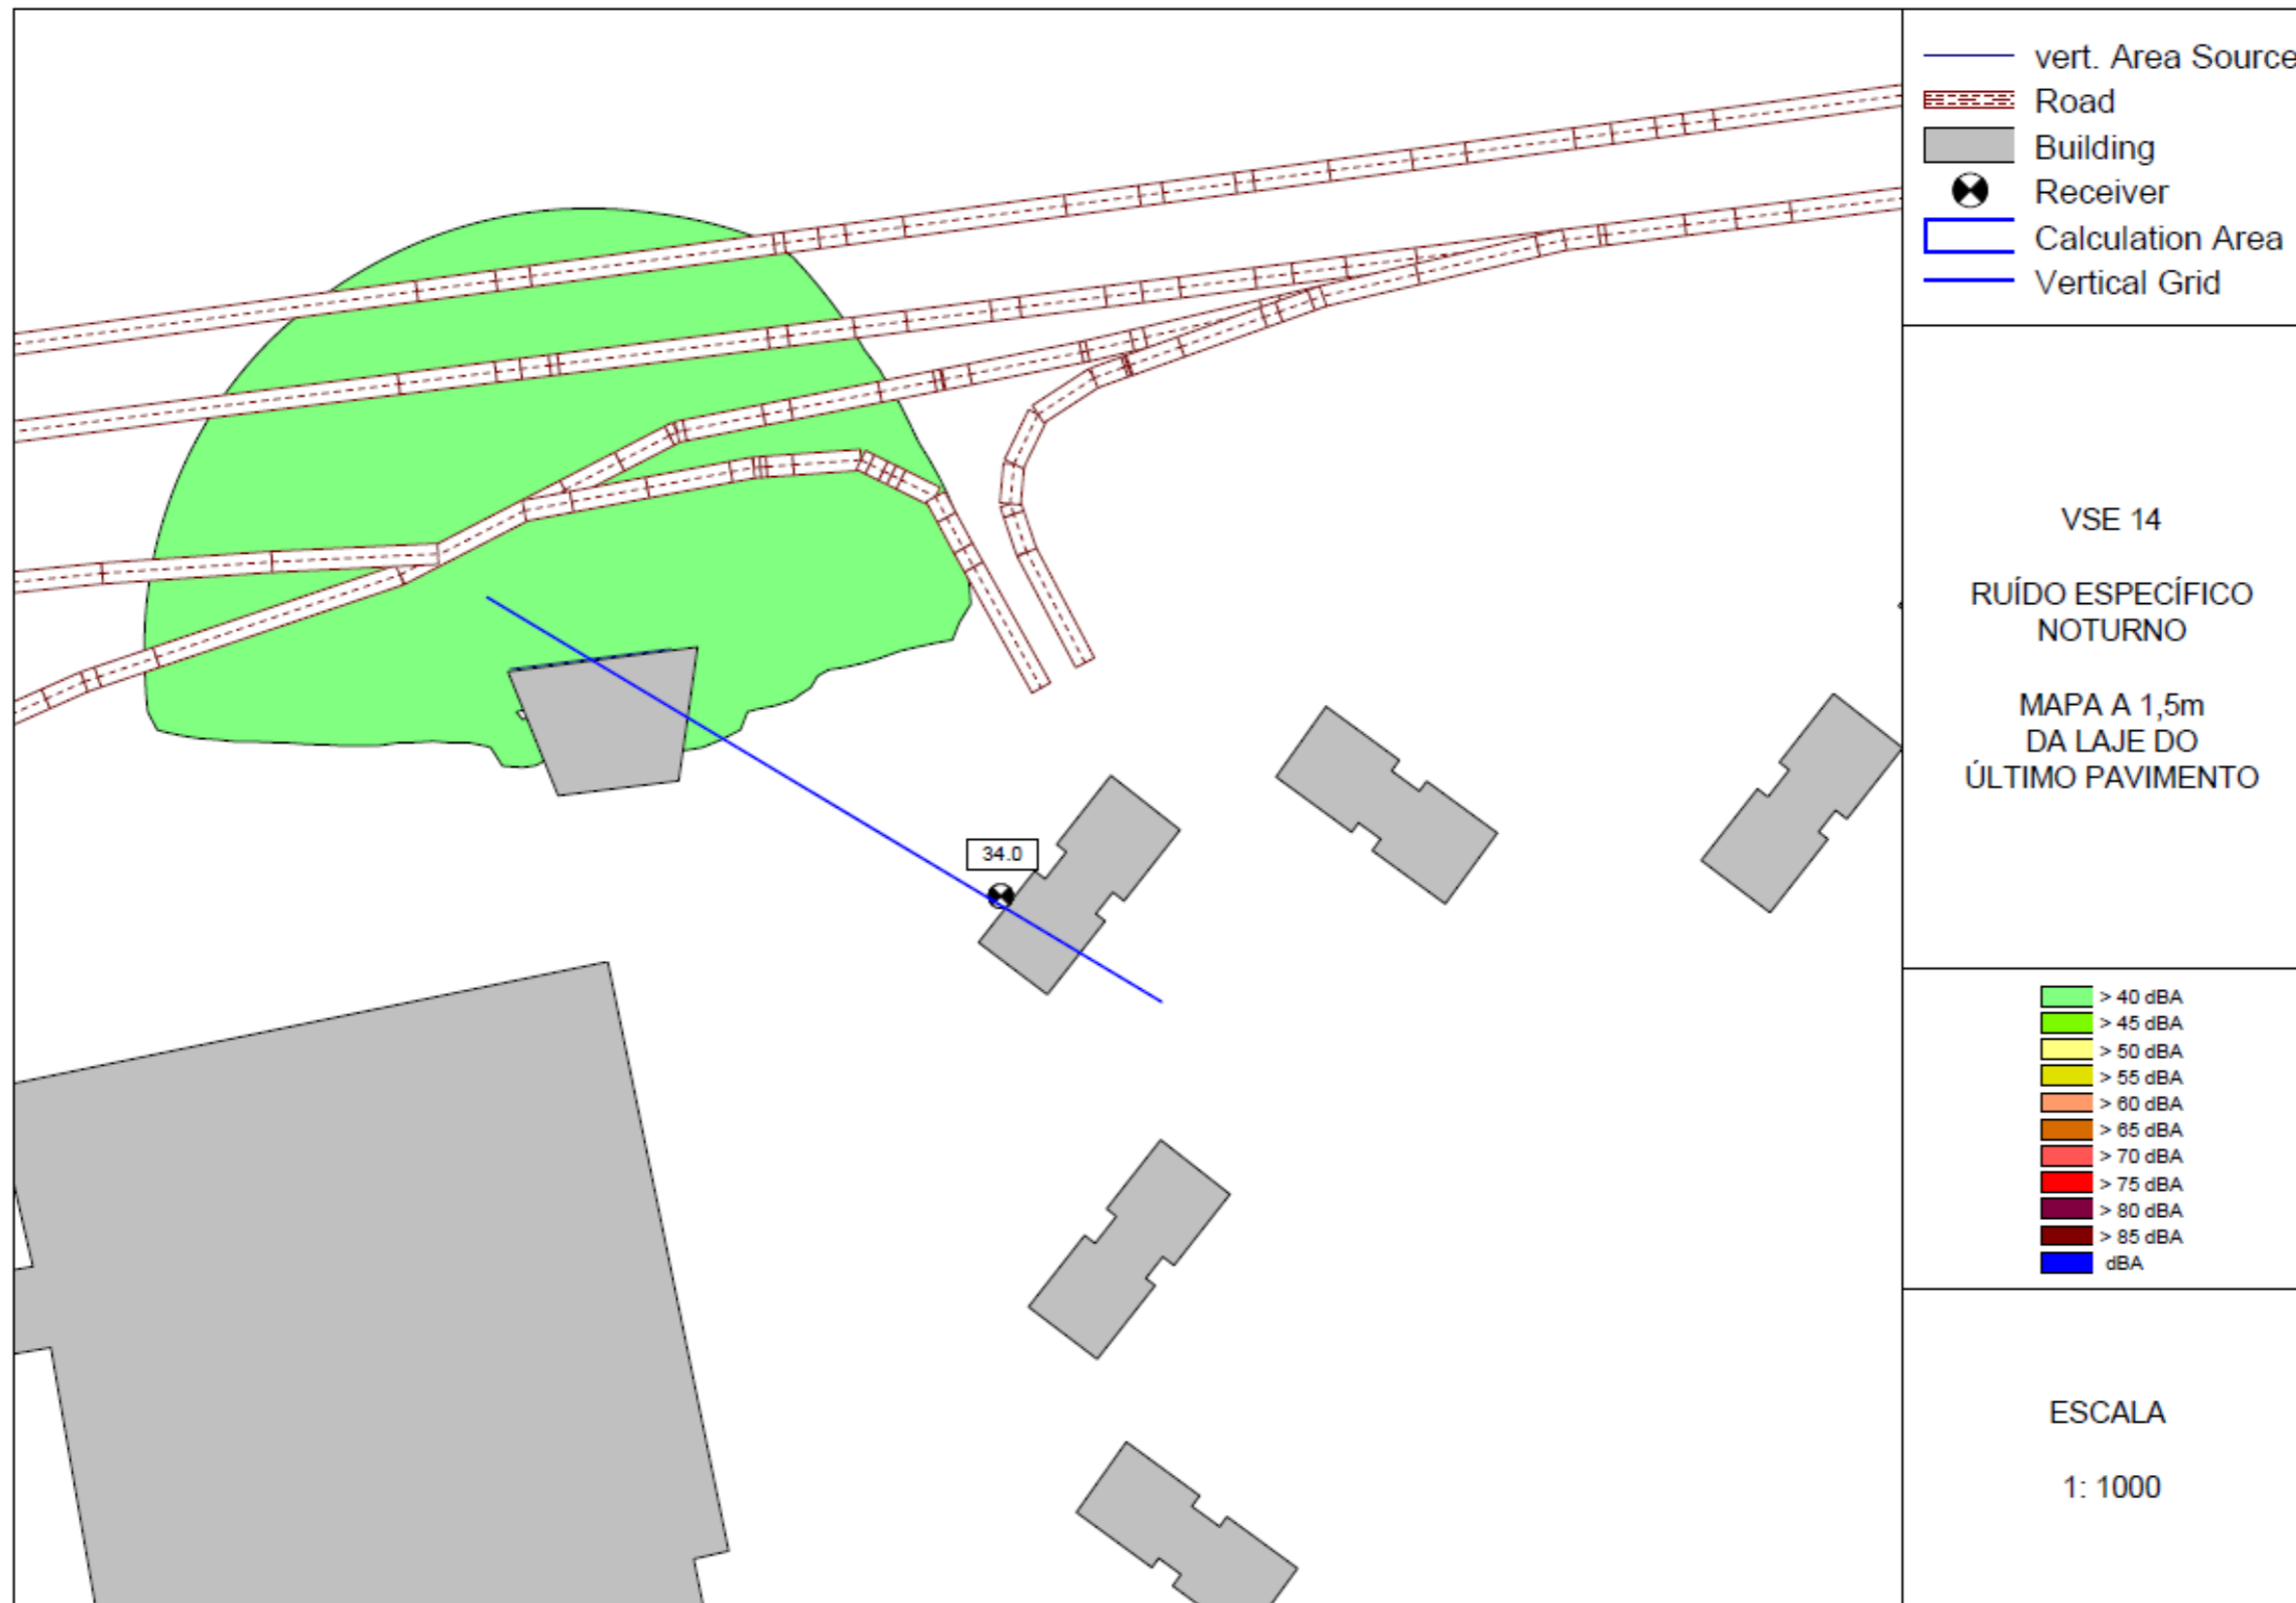 vert. Area Source
Road
Building
Receiver
Calculation Area
Vertical Grid
VSE 14
RUÍDO ESPECÍFICO
NOTURNO
MAPA A 1,5m
DA LAJE DO
ÚLTIMO PAVIMENTO
34.0
> 40 dBA
> 45 dBA
> 50 dBA
> 55 dBA
> 60 dBA
> 65 dBA
> 70 dBA
> 75 dBA
> 80 dBA
> 85 dBA
dBA
ESCALA
1: 1000